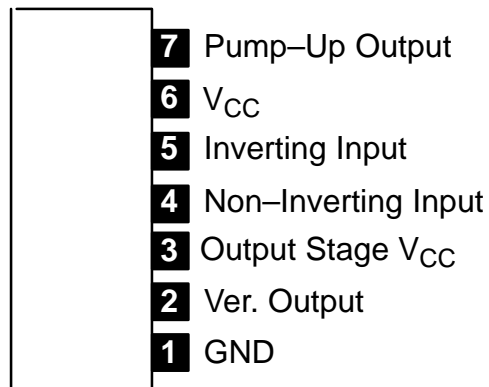 7 Pump–Up Output
6 VCC
5 Inverting Input
4 Non–Inverting Input
3 Output Stage VCC
2 Ver. Output
1 GND